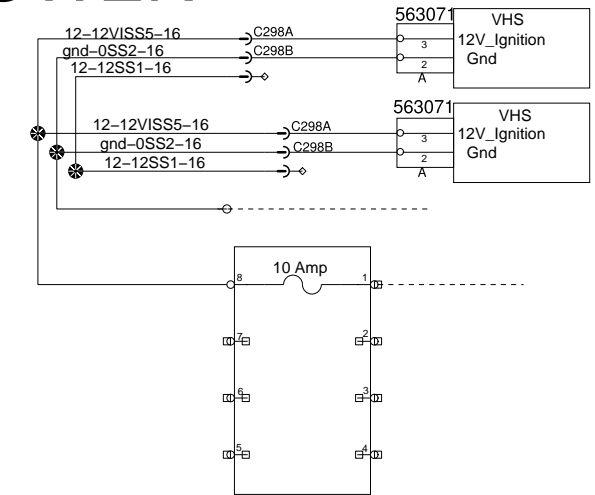 563071
VHS
12-12VISS5-16
C298A
3
12V_Ignition
gnd-0SS2-16
C298B
2
Gnd
12-12SS1-16
A
563071
VHS
12-12VISS5-16
C298A
3
12V_Ignition
gnd-0SS2-16
C298B
2
Gnd
12-12SS1-16
A
10 Amp
8
1
7
2
6
3
5
4